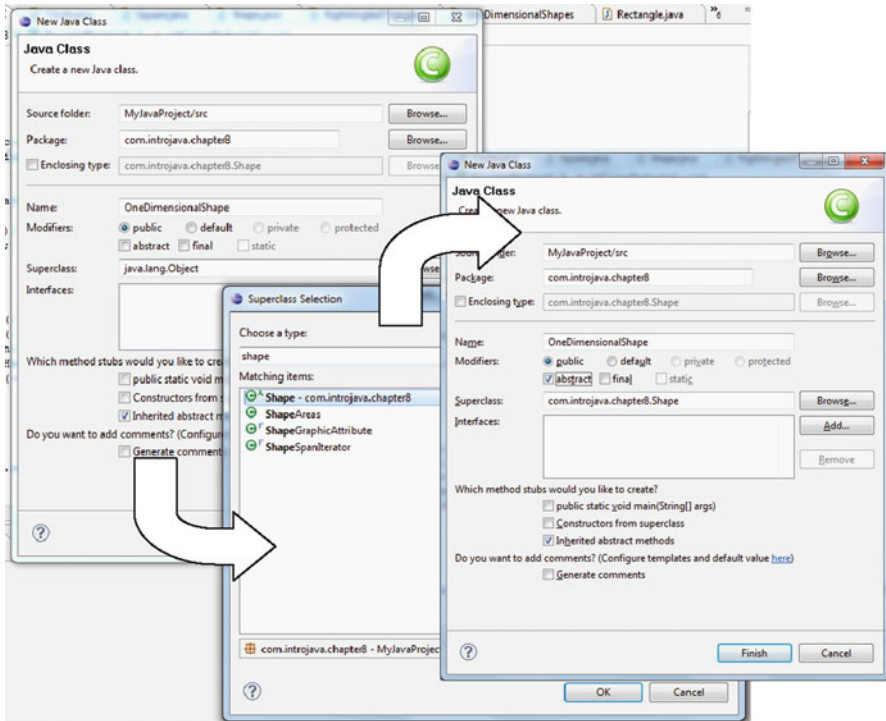 DimensionalShapes
Rectangle.java
New Java Class
Java Class
Create a new Java class.
Source folder: MyJavaProject/src Browse...
Package: com.introjava.chapter8 Browse...
Enclosing type: com.introjava.chapter8.Shape Browse
Name: OneDimensionalShape
Modifiers: public default private protected
abstract final static
Superclass: java.lang.Object
Interfaces:
Which method stubs would you like to cre
public static void m
Constructors from s
Inherited abstract m
Do you want to add comments? (Configur
Generate comment
Superclass Selection
Choose a type:
shape
Matching items:
Shape - com.introjava.chapter8
ShapeAreas
ShapeGraphicAttribute
ShapeSpanIterator
com.introjava.chapter8 - MyJavaProjec
OK Cancel
New Java Class
Java Class
new Java class.
MyJavaProject/src Browse...
Package: com.introjava.chapter8 Browse...
Enclosing type: com.introjava.chapter8.Shape Browse...
Name: OneDimensionalShape
Modifiers: public default private protected
abstract final static
Superclass: com.introjava.chapter8.Shape Browse...
Interfaces: Add...
Remove
Which method stubs would you like to create?
public static void main(String[] args)
Constructors from superclass
Inherited abstract methods
Do you want to add comments? (Configure templates and default value here)
Generate comments
Finish Cancel